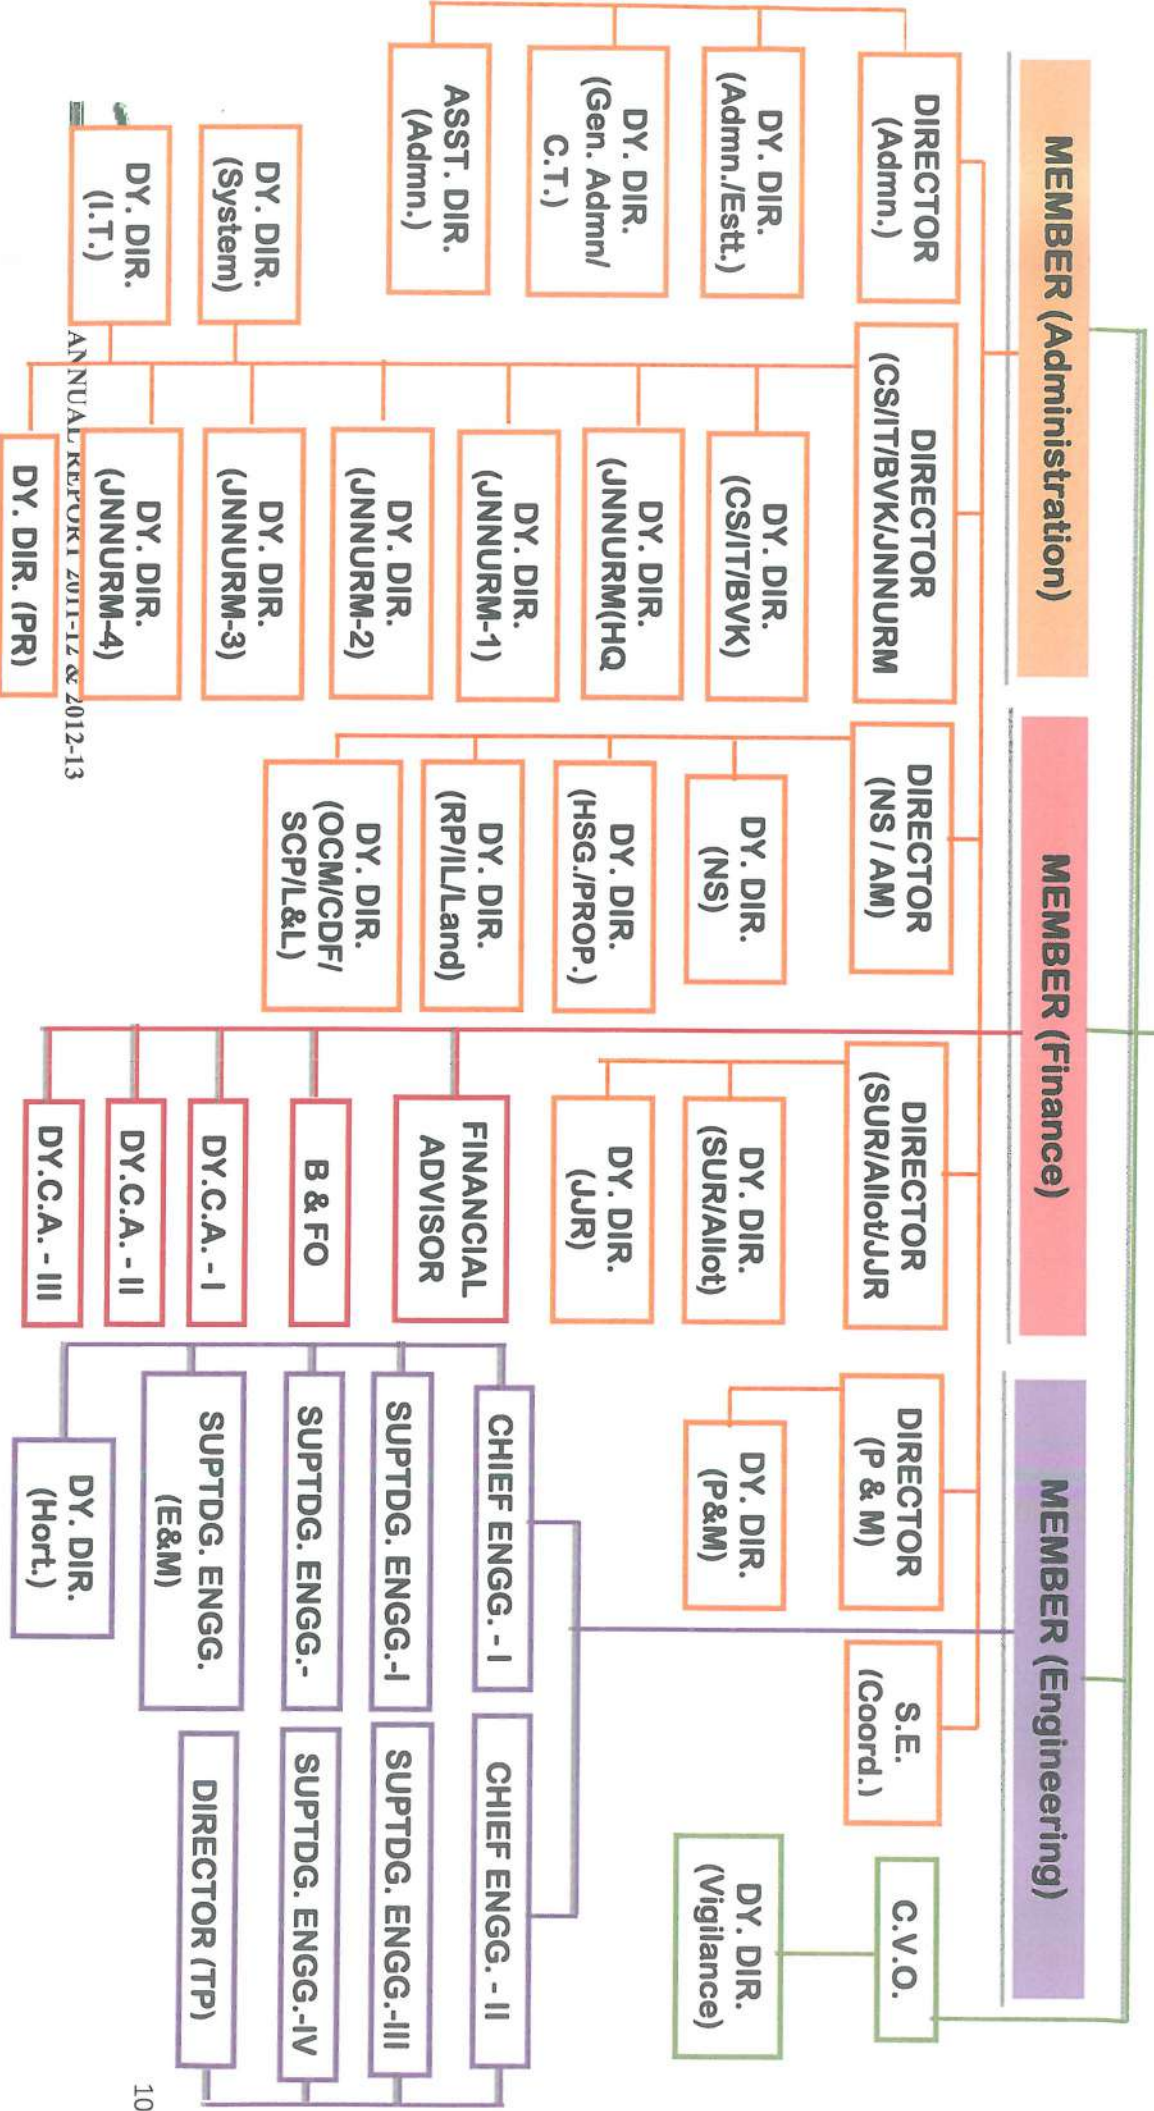 MEMBER (Administration)
MEMBER (Finance)
MEMBER (Engineering)
DIRECTOR
(Admn.)
DY. DIR.
(Admn./Estt.)
DY. DIR.
(Gen. Admn/
C.T.)
ASST. DIR.
(Admn.)
DIRECTOR
(CS/IT/BVK/JNNURM
DY. DIR.
(CS/IT/BVK)
DY. DIR.
(JNNURM(HQ
DY. DIR.
(JNNURM-1)
DY. DIR.
(JNNURM-2)
DY. DIR.
(JNNURM-3)
DY. DIR.
(JNNURM-4)
DY. DIR. (PR)
DY. DIR.
(System)
DY. DIR.
(I.T.)
DIRECTOR
(NS / AM)
DY. DIR.
(NS)
DY. DIR.
(HSG./PROP.)
DY. DIR.
(RP/IL/Land)
DY. DIR.
(OCM/CDF/
SCP/L&L)
DIRECTOR
(SUR/Allot/JJR
DY. DIR.
(SUR/Allot)
DY. DIR.
(JJR)
DIRECTOR
(P & M)
DY. DIR.
(P&M)
S.E.
(Coord.)
C.V.O.
DY. DIR.
(Vigilance)
FINANCIAL
ADVISOR
B & FO
DY.C.A. - I
DY.C.A. - II
DY.C.A. - III
CHIEF ENGG. - I
SUPTDG. ENGG.-I
SUPTDG. ENGG.-
SUPTDG. ENGG.
(E&M)
DY. DIR.
(Hort.)
CHIEF ENGG. - II
SUPTDG. ENGG.-III
SUPTDG. ENGG.-IV
DIRECTOR (TP)
ANNUAL REPORT 2011-12 & 2012-13
10